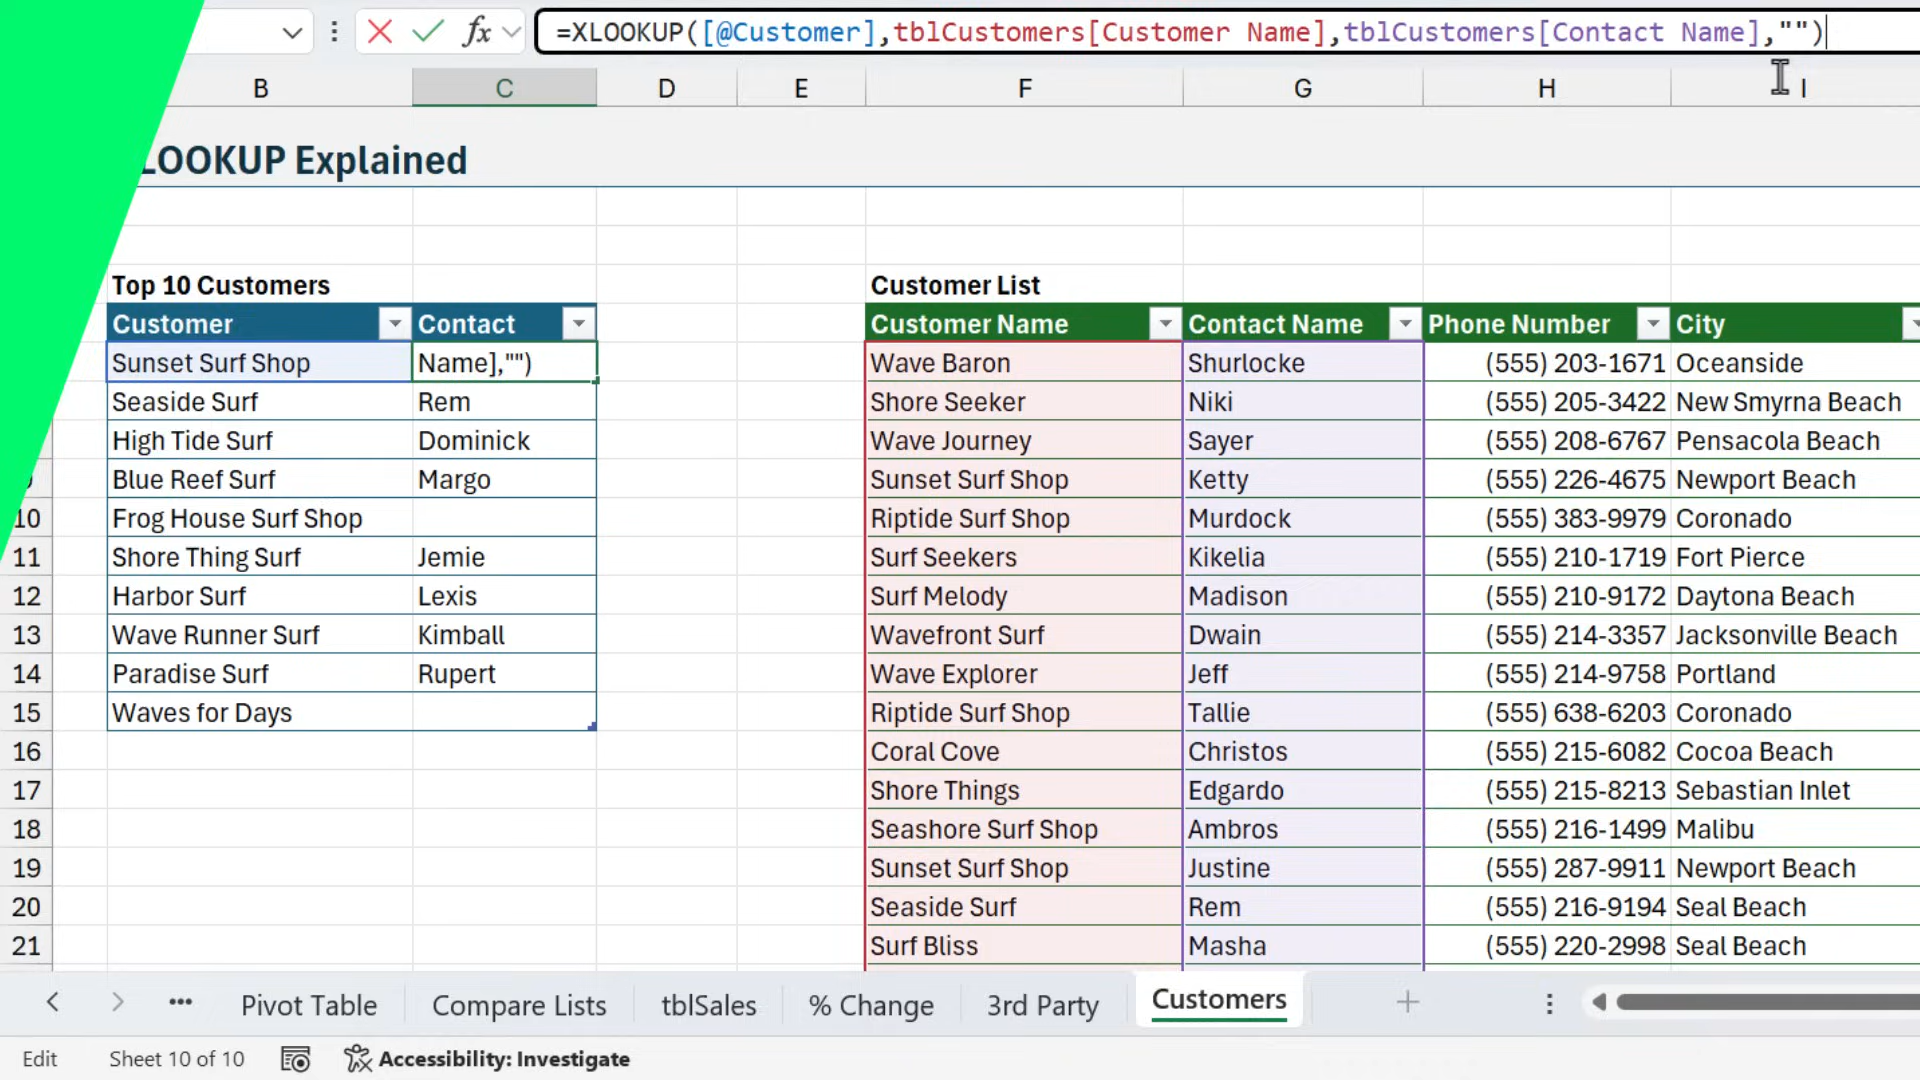 fx =XLOOKUP([@Customer],tblCustomers[Customer Name],tblCustomers[Contact Name],"")
B C D E F G H I
LOOKUP Explained
Top 10 Customers Customer List
Customer Contact Customer Name Contact Name Phone Number City
Sunset Surf Shop Name],"") Wave Baron Shurlocke (555) 203-1671 Oceanside
Seaside Surf Rem Shore Seeker Niki (555) 205-3422 New Smyrna Beach
High Tide Surf Dominick Wave Journey Sayer (555) 208-6767 Pensacola Beach
Blue Reef Surf Margo Sunset Surf Shop Ketty (555) 226-4675 Newport Beach
10 Frog House Surf Shop Riptide Surf Shop Murdock (555) 383-9979 Coronado
11 Shore Thing Surf Jemie Surf Seekers Kikelia (555) 210-1719 Fort Pierce
12 Harbor Surf Lexis Surf Melody Madison (555) 210-9172 Daytona Beach
13 Wave Runner Surf Kimball Wavefront Surf Dwain (555) 214-3357 Jacksonville Beach
14 Paradise Surf Rupert Wave Explorer Jeff (555) 214-9758 Portland
15 Waves for Days Riptide Surf Shop Tallie (555) 638-6203 Coronado
16 Coral Cove Christos (555) 215-6082 Cocoa Beach
17 Shore Things Edgardo (555) 215-8213 Sebastian Inlet
18 Seashore Surf Shop Ambros (555) 216-1499 Malibu
19 Sunset Surf Shop Justine (555) 287-9911 Newport Beach
20 Seaside Surf Rem (555) 216-9194 Seal Beach
21 Surf Bliss Masha (555) 220-2998 Seal Beach
Pivot Table Compare Lists tblSales % Change 3rd Party Customers
Edit Sheet 10 of 10 Accessibility: Investigate